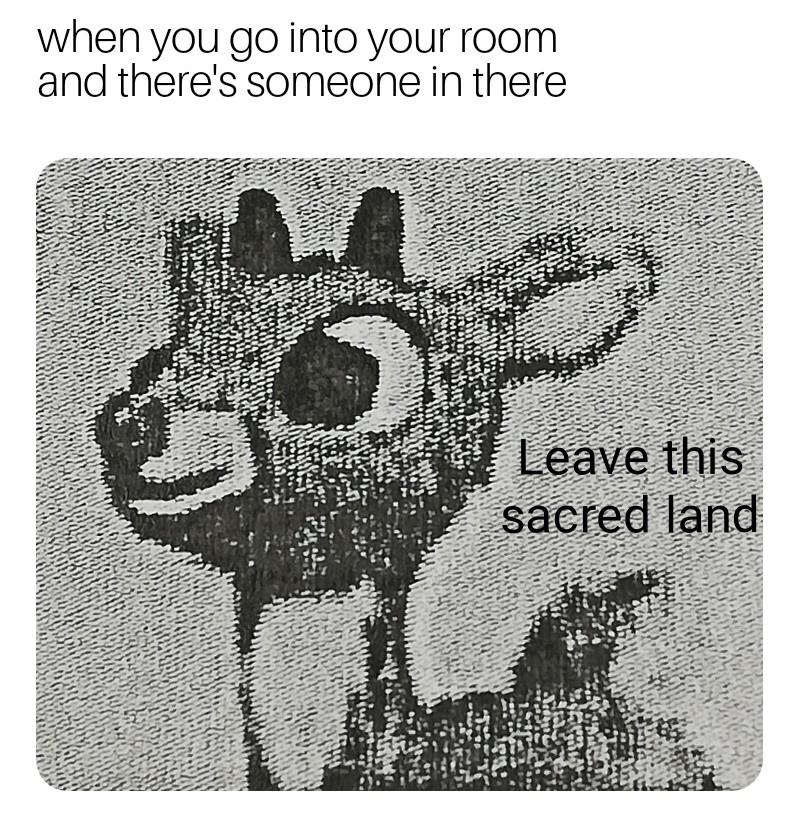 when you go into your room
and there's someone in there
Leave this
sacred land